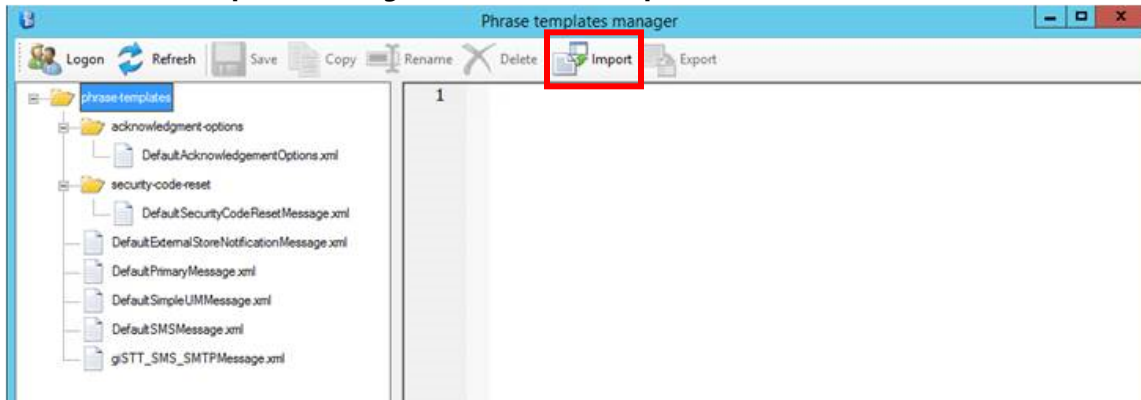 Phrase templates manager
Logon Refresh Save Copy Rename Delete Import Export
phrase-templates
1
acknowledgment-options
DefaultAcknowledgementOptions.xml
security-code-reset
DefaultSecurityCodeResetMessage.xml
DefaultExternalStoreNotificationMessage.xml
DefaultPrimaryMessage.xml
DefaultSimpleUMMessage.xml
DefaultSMSMessage.xml
giSTT_SMS_SMTPMessage.xml